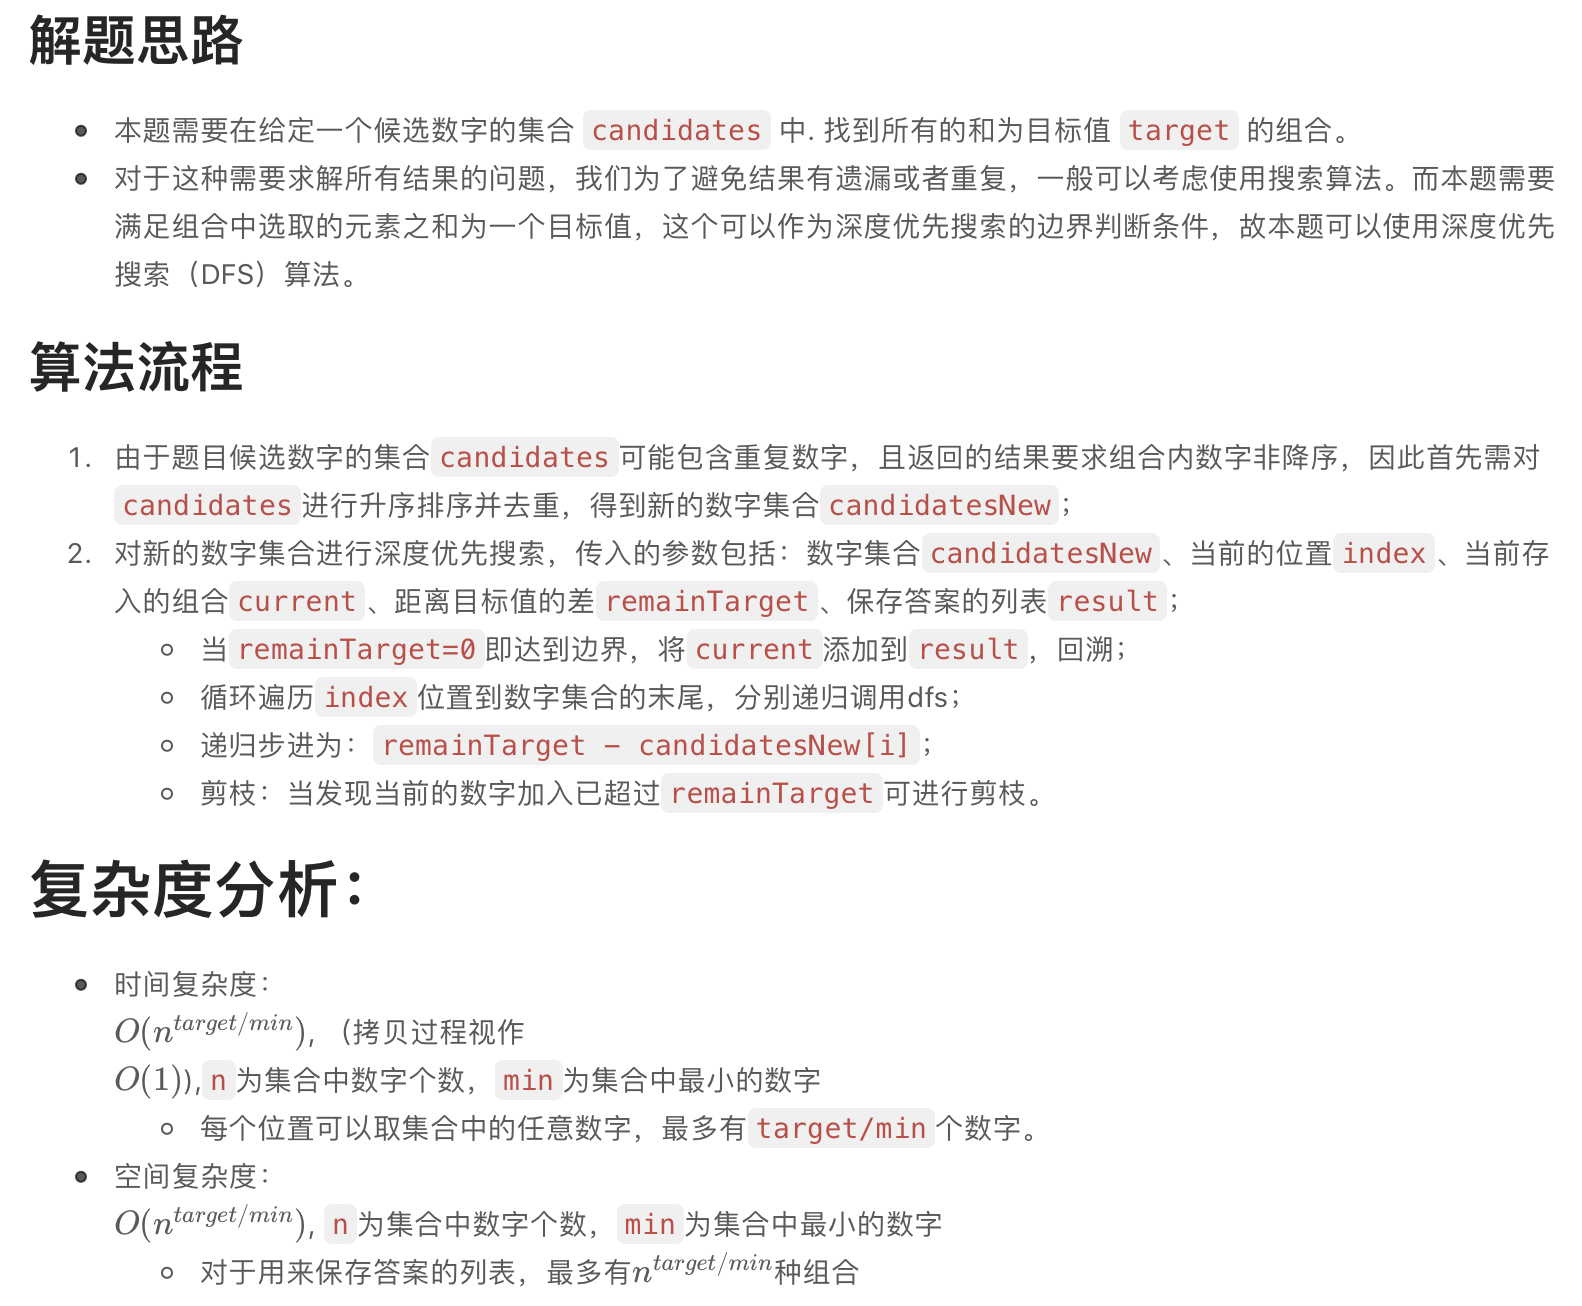 解题思路
本题需要在给定一个候选数字的集合 candidates 中. 找到所有的和为目标值 target 的组合。
对于这种需要求解所有结果的问题，我们为了避免结果有遗漏或者重复，一般可以考虑使用搜索算法。而本题需要
满足组合中选取的元素之和为一个目标值，这个可以作为深度优先搜索的边界判断条件，故本题可以使用深度优先
搜索（DFS）算法。
算法流程
1. 由于题目候选数字的集合candidates可能包含重复数字，且返回的结果要求组合内数字非降序，因此首先需对
candidates进行升序排序并去重，得到新的数字集合candidatesNew；
2. 对新的数字集合进行深度优先搜索，传入的参数包括：数字集合candidatesNew、当前的位置index、当前存
入的组合current、距离目标值的差remainTarget、保存答案的列表result；
当remainTarget=0即达到边界，将current添加到result，回溯；
循环遍历index位置到数字集合的末尾，分别递归调用dfs；
递归步进为：remainTarget - candidatesNew[i]；
剪枝：当发现当前的数字加入已超过remainTarget可进行剪枝。
复杂度分析：
时间复杂度：
O(n^{target/min}), （拷贝过程视作
O(1)),n为集合中数字个数，min为集合中最小的数字
每个位置可以取集合中的任意数字，最多有target/min个数字。
空间复杂度：
O(n^{target/min}), n为集合中数字个数，min为集合中最小的数字
对于用来保存答案的列表，最多有n^{target/min}种组合